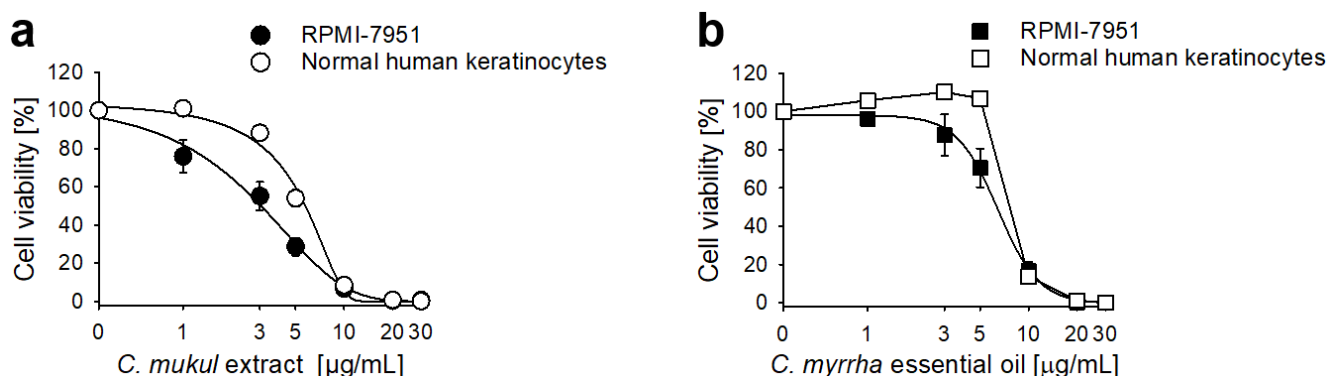 a
RPMI-7951
Normal human keratinocytes
Cell viability [%]
120
100
80
60
40
20
0
0 1 3 5 10 20 30
C. mukul extract [µg/mL]
b
RPMI-7951
Normal human keratinocytes
Cell viability [%]
120
100
80
60
40
20
0
0 1 3 5 10 20 30
C. myrrha essential oil [µg/mL]